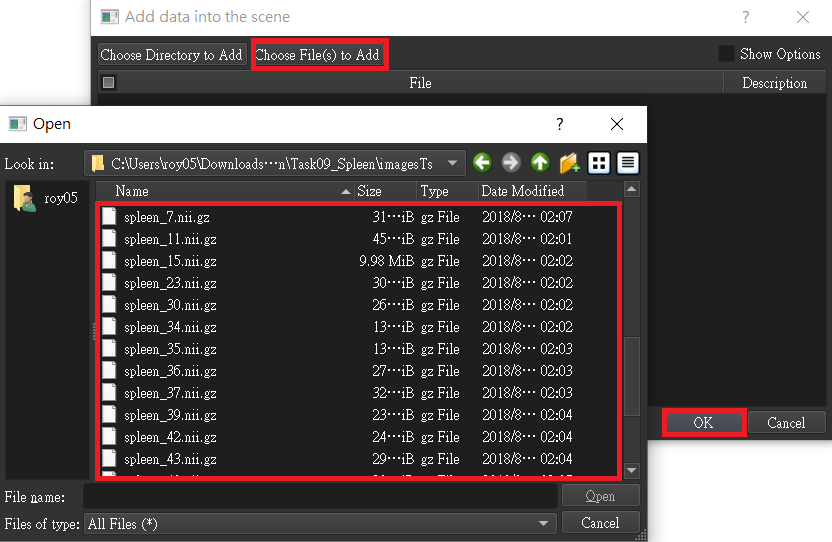 Add data into the scene
Choose Directory to Add Choose File(s) to Add Show Options
File Description
Open
Look in: C:\Users\roy05\Downloads···n\Task09_Spleen\imagesTs
roy05
Name Size Type Date Modified
spleen_7.nii.gz 31···iB gz File 2018/8··· 02:07
spleen_11.nii.gz 45···iB gz File 2018/8··· 02:01
spleen_15.nii.gz 9.98 MiB gz File 2018/8··· 02:02
spleen_23.nii.gz 30···iB gz File 2018/8··· 02:02
spleen_30.nii.gz 26···iB gz File 2018/8··· 02:02
spleen_34.nii.gz 13···iB gz File 2018/8··· 02:02
spleen_35.nii.gz 13···iB gz File 2018/8··· 02:03
spleen_36.nii.gz 27···iB gz File 2018/8··· 02:03
spleen_37.nii.gz 32···iB gz File 2018/8··· 02:03
spleen_39.nii.gz 23···iB gz File 2018/8··· 02:04
spleen_42.nii.gz 24···iB gz File 2018/8··· 02:04
spleen_43.nii.gz 29···iB gz File 2018/8··· 02:04
OK Cancel
File name: Open
Files of type: All Files (*) Cancel